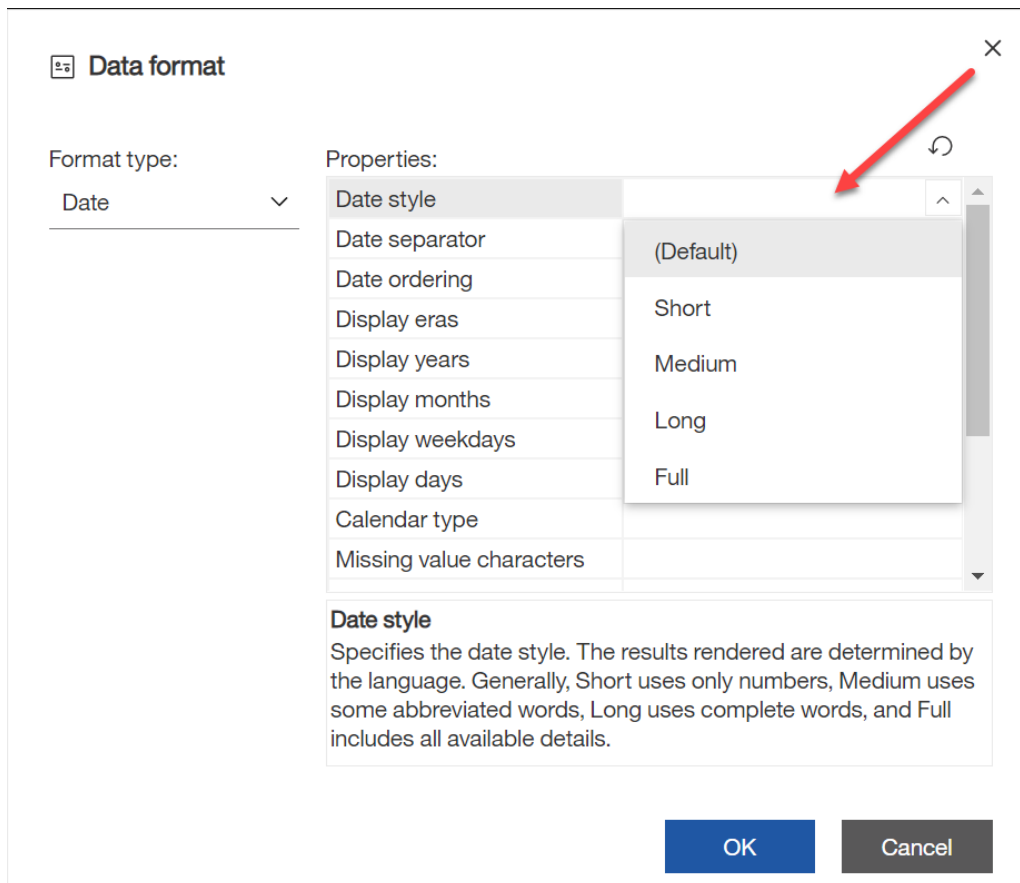 Data format
Format type:
Properties:
Date
Date style
Date separator
(Default)
Date ordering
Display eras
Short
Display years
Medium
Display months
Long
Display weekdays
Display days
Full
Calendar type
Missing value characters
Date style
Specifies the date style. The results rendered are determined by
the language. Generally, Short uses only numbers, Medium uses
some abbreviated words, Long uses complete words, and Full
includes all available details.
OK
Cancel